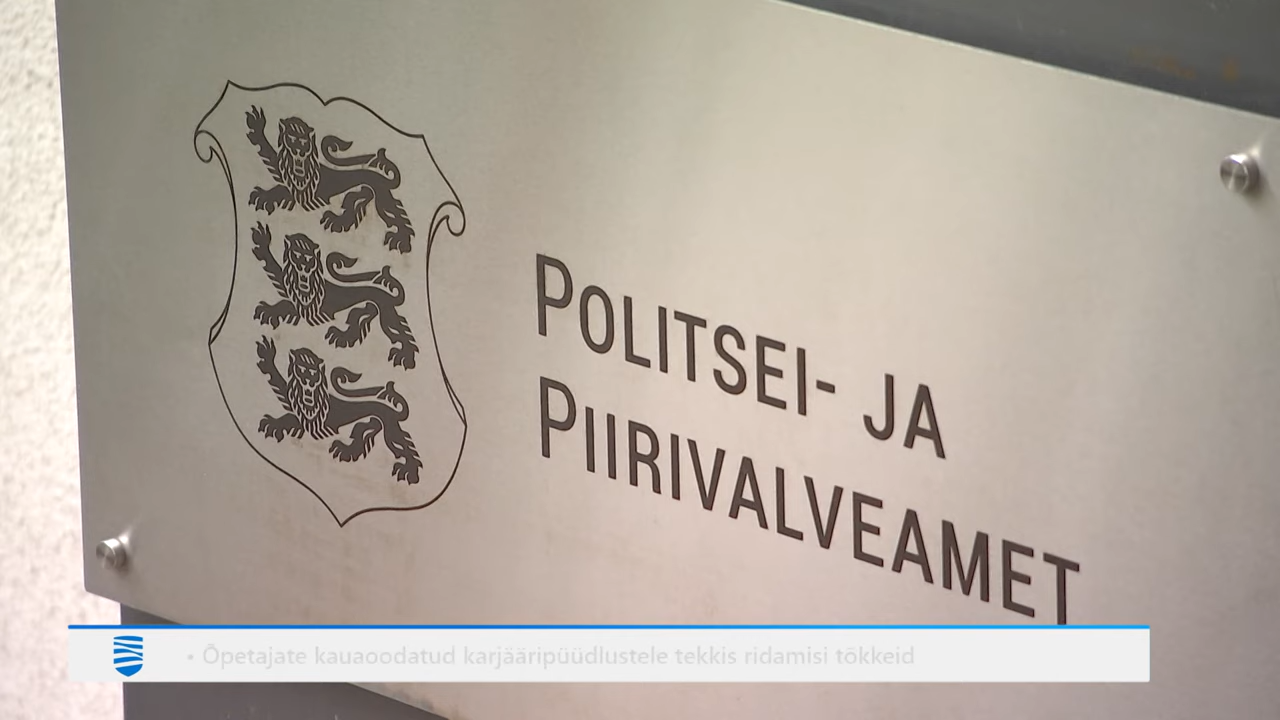 Politsei- ja
Piirivalveamet
• Õpetajate kauaoodatud karjääripüüdlustele tekkis ridamisi tõkkeid